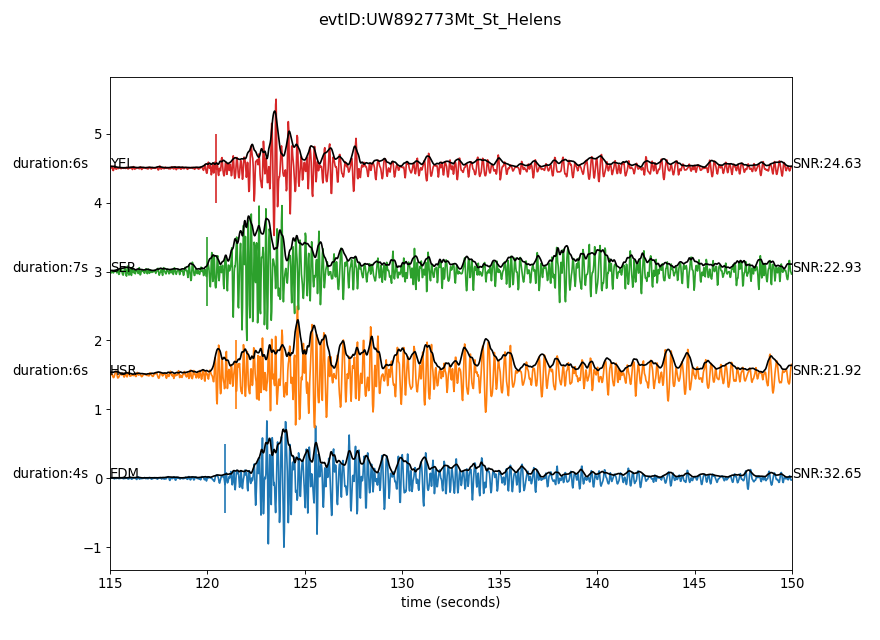 evtID:UW892773Mt_St_Helens
5
duration:6s YEL SNR:24.63
4
duration:7s SEP SNR:22.93
3
2
duration:6s HSR SNR:21.92
1
duration:4s EDM SNR:32.65
0
−1
115 120 125 130 135 140 145 150
time (seconds)